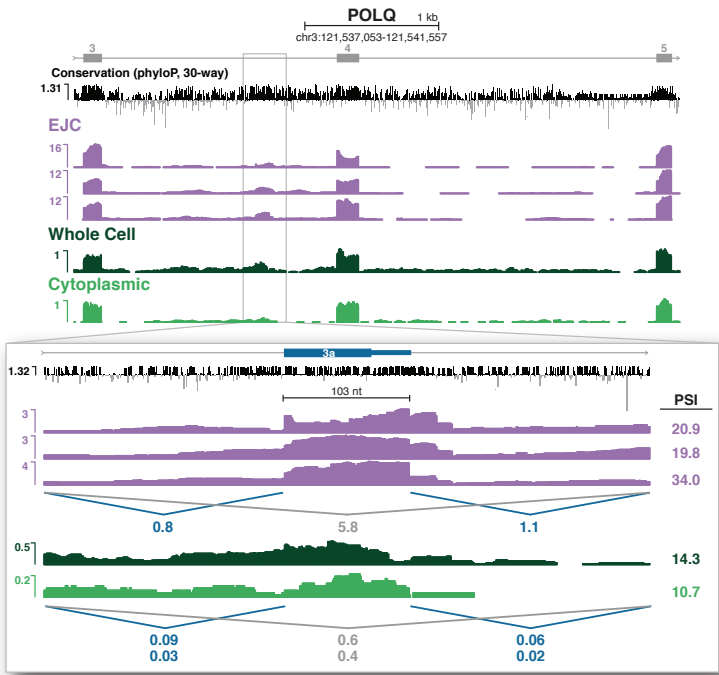 POLQ 1 kb
chr3:121,537,053-121,541,557
3 4 5
Conservation (phyloP, 30-way)
1.31
EJC
16
12
12
Whole Cell
1
Cytoplasmic
1
3a
1.32
103 nt
PSI
3 20.9
3 19.8
4 34.0
0.8 5.8 1.1
0.5 14.3
0.2 10.7
0.09 0.6 0.06
0.03 0.4 0.02